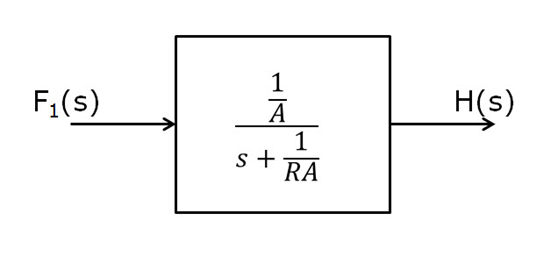 F₁(s)
H(s)
1
A
s + 1
RA